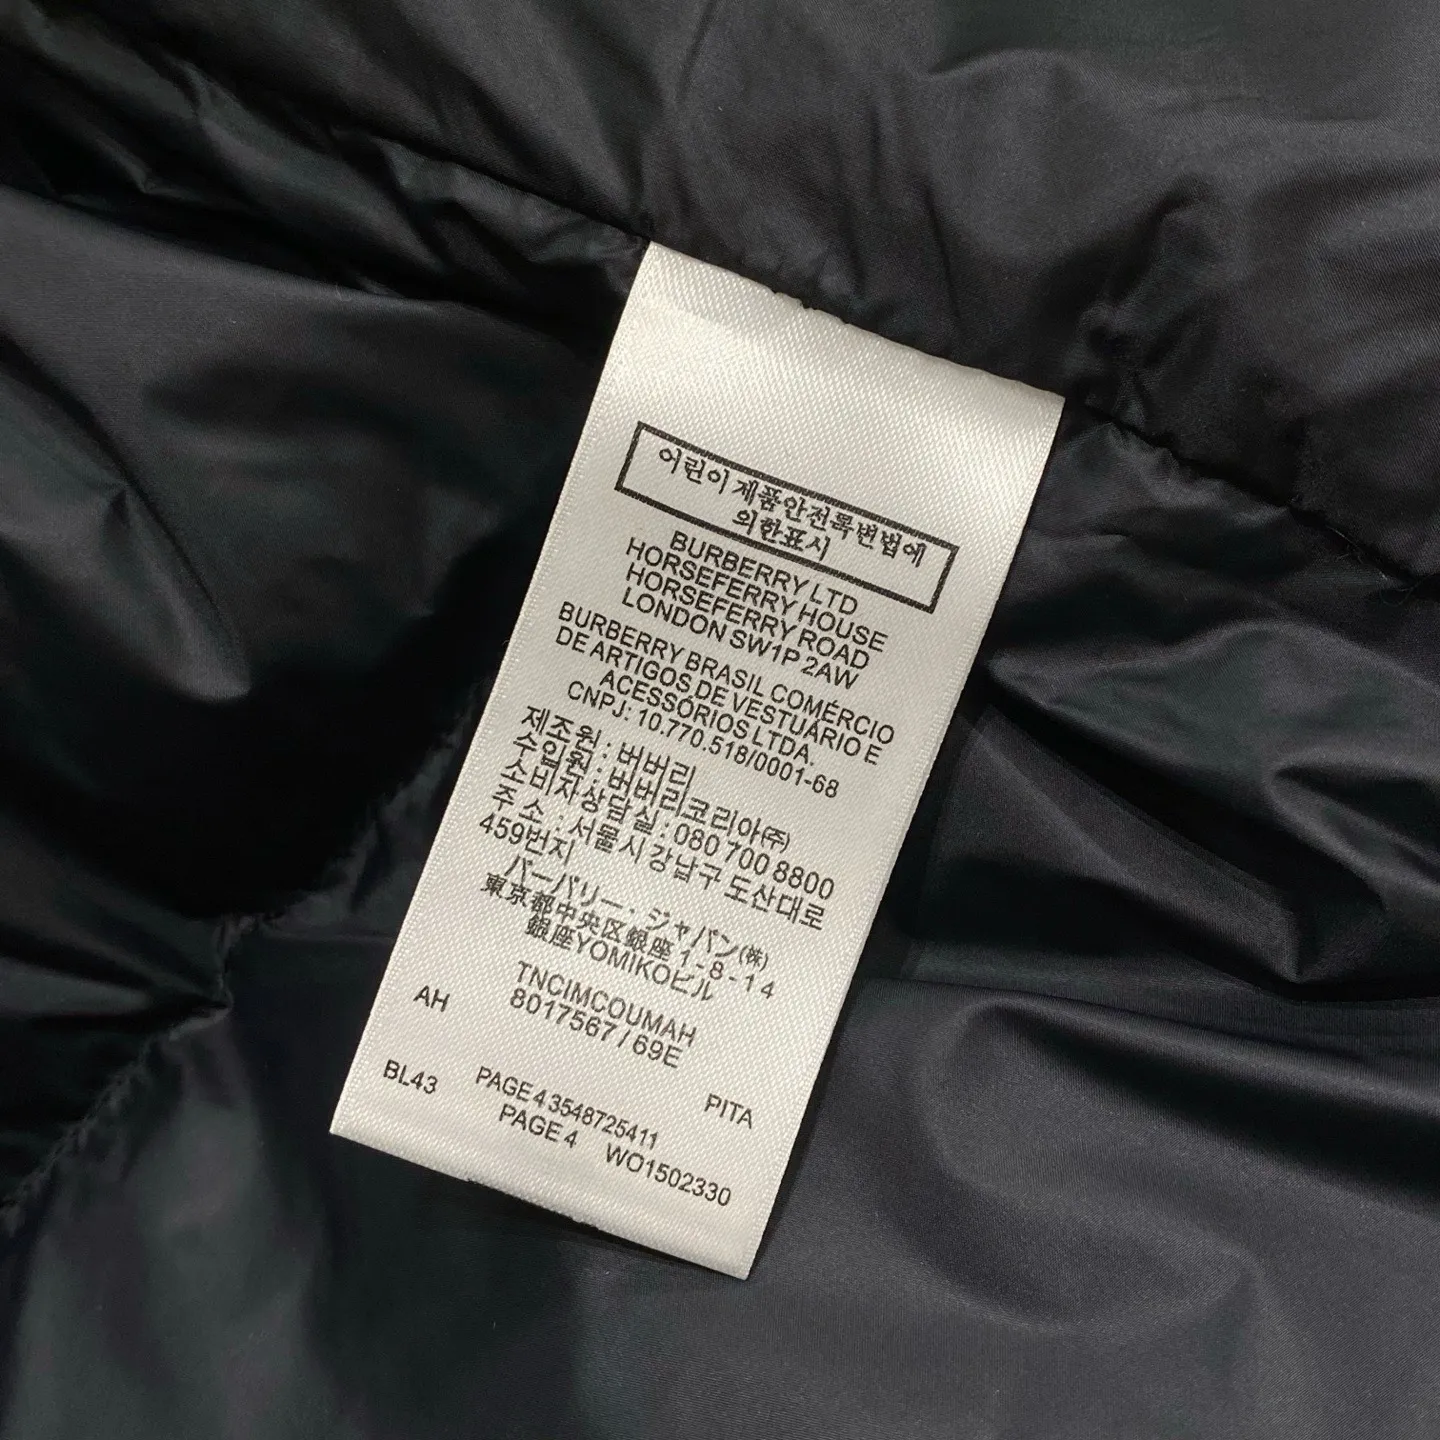 어린이제품안전특별법에
의한표시
BURBERRY LTD
HORSEFERRY HOUSE
HORSEFERRY ROAD
LONDON SW1P 2AW
BURBERRY BRASIL COMÉRCIO
DE ARTIGOS DE VESTUÁRIO E
ACESSÓRIOS LTDA.
CNPJ: 10.770.518/0001-68
제조원 : 버버리
수입원 : 버버리코리아(주)
소비자상담실 : 080 700 8800
주 소 : 서울시 강남구 도산대로
459번지
バーバリー・ジャパン(株)
東京都中央区銀座 1-8-14
銀座YOMIKOビル
TNCIMCOUMAH
AH
8017567 / 69E
BL43
PAGE 4 3548725411
PITA
PAGE 4
WO1502330